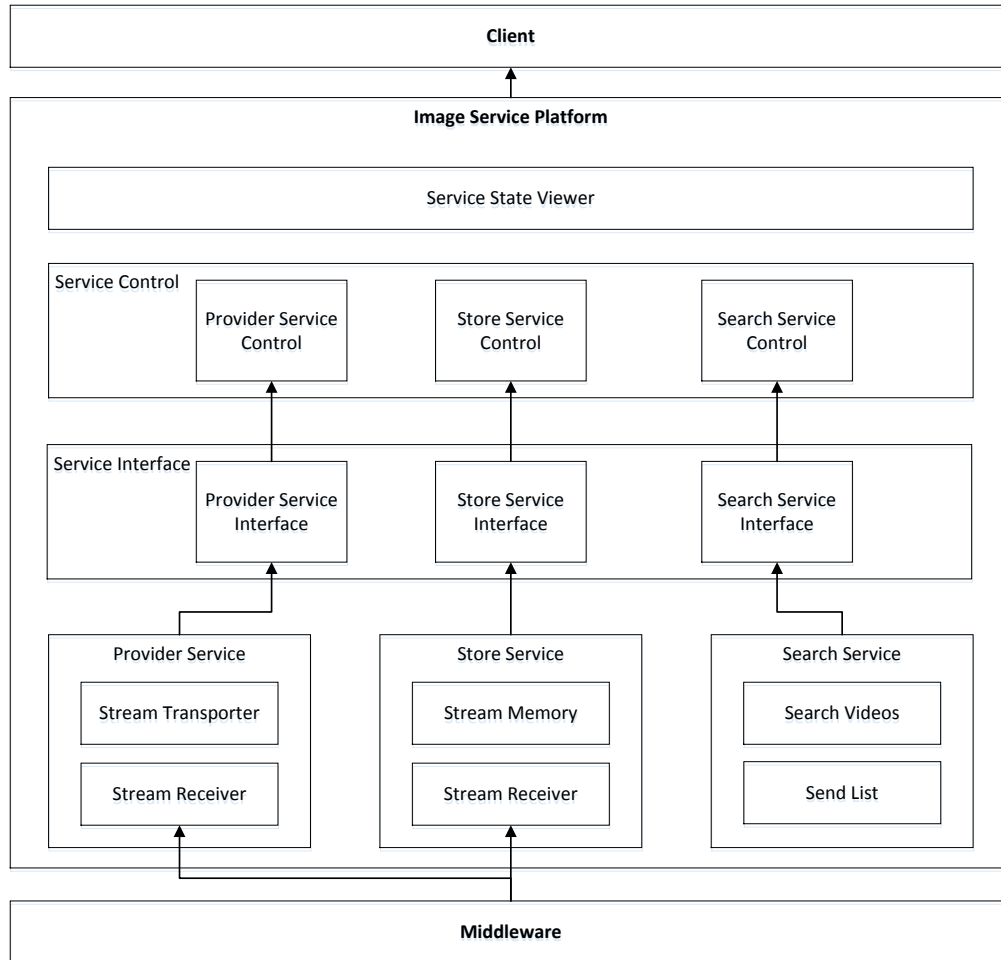 Client
Image Service Platform
Service State Viewer
Service Control
Provider Service
Control
Store Service
Control
Search Service
Control
Service Interface
Provider Service
Interface
Store Service
Interface
Search Service
Interface
Provider Service
Stream Transporter
Stream Receiver
Store Service
Stream Memory
Stream Receiver
Search Service
Search Videos
Send List
Middleware